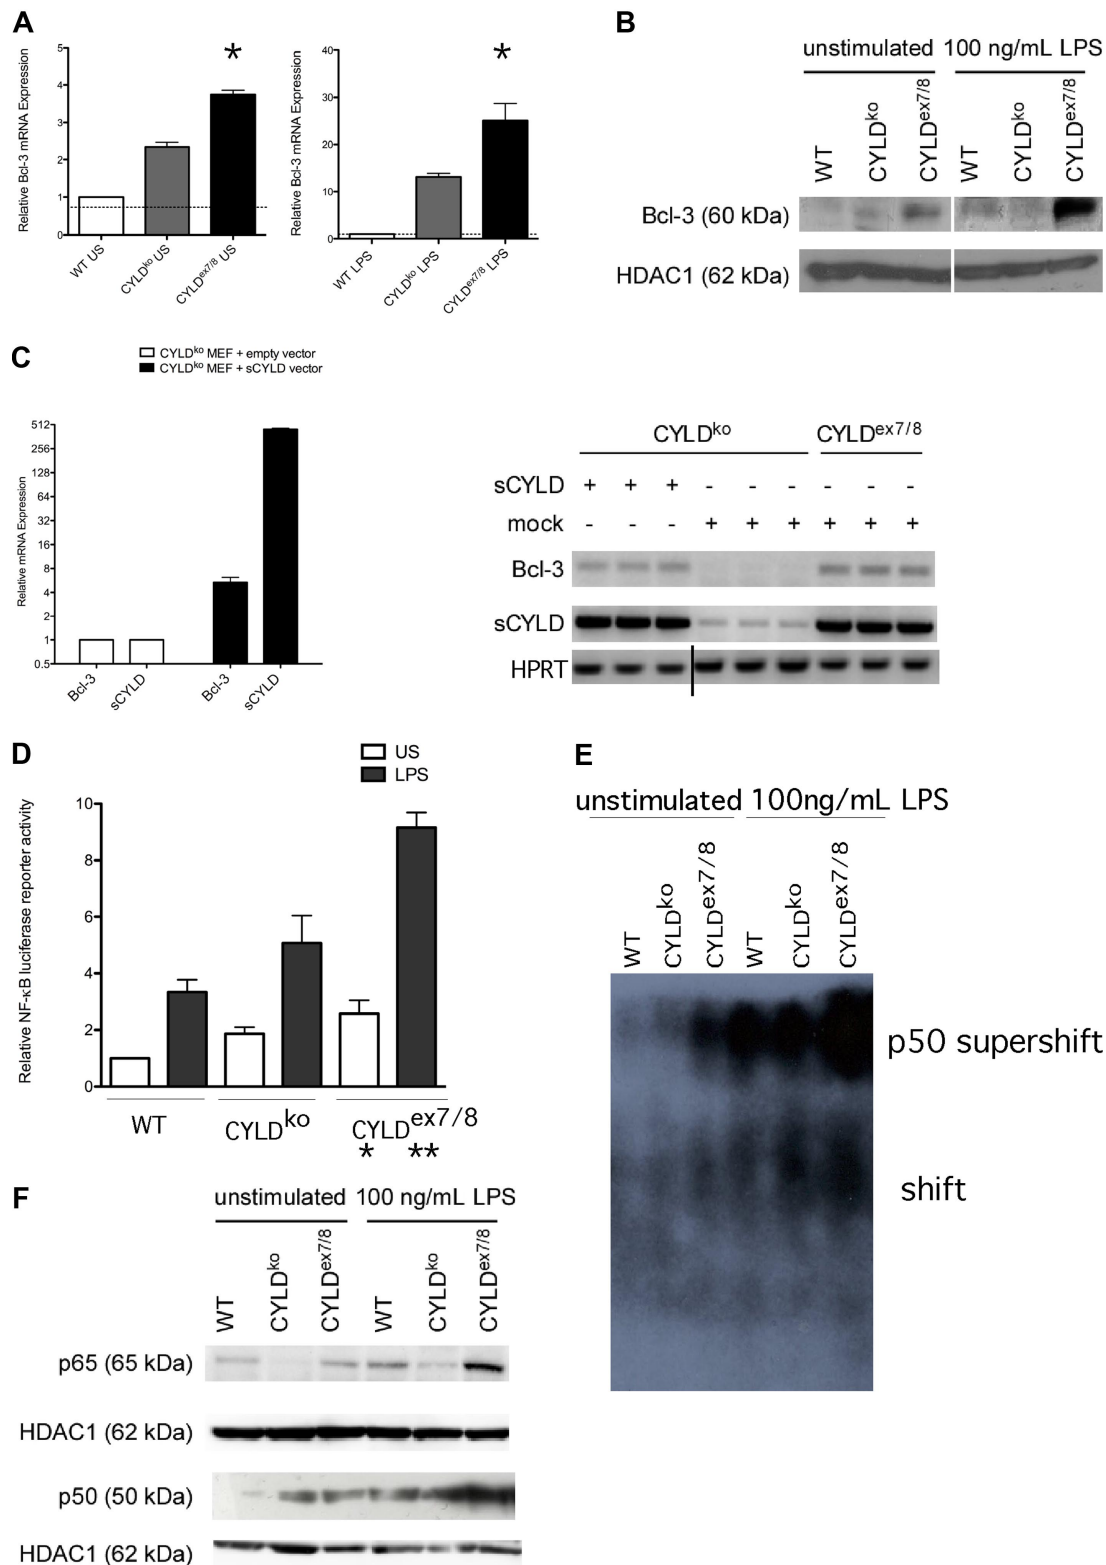 A
Relative Bcl-3 mRNA Expression
5
4
3
2
1
0
*
WT US
CYLDko US
CYLDex7/8 US
Relative Bcl-3 mRNA Expression
40
30
20
10
0
*
WT LPS
CYLDko LPS
CYLDex7/8 LPS
B
unstimulated 100 ng/mL LPS
WT
CYLDko
CYLDex7/8
WT
CYLDko
CYLDex7/8
Bcl-3 (60 kDa)
HDAC1 (62 kDa)
C
CYLDko MEF + empty vector
CYLDko MEF + sCYLD vector
Relative mRNA Expression
512
256
128
64
32
16
8
4
2
1
0.5
Bcl-3
sCYLD
Bcl-3
sCYLD
CYLDko CYLDex7/8
sCYLD + + + - - - - - -
mock - - - + + + + + +
Bcl-3
sCYLD
HPRT
D
US
LPS
Relative NF-κB luciferase reporter activity
10
8
6
4
2
0
WT CYLDko CYLDex7/8
* **
E
unstimulated 100ng/mL LPS
WT
CYLDko
CYLDex7/8
WT
CYLDko
CYLDex7/8
p50 supershift
shift
F
unstimulated 100 ng/mL LPS
WT
CYLDko
CYLDex7/8
WT
CYLDko
CYLDex7/8
p65 (65 kDa)
HDAC1 (62 kDa)
p50 (50 kDa)
HDAC1 (62 kDa)